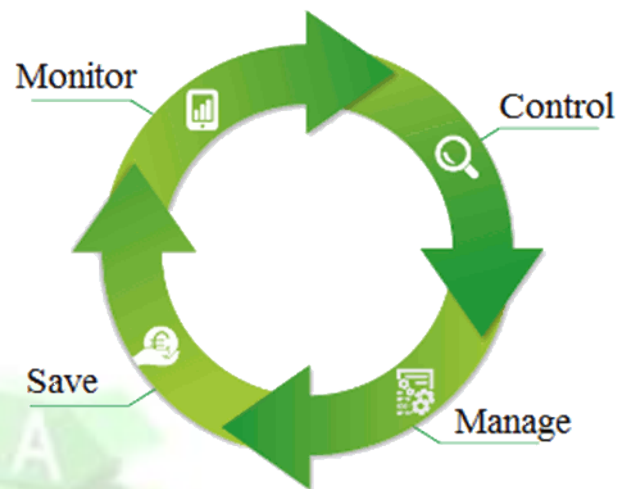 Monitor
Control
Save
Manage
A
€